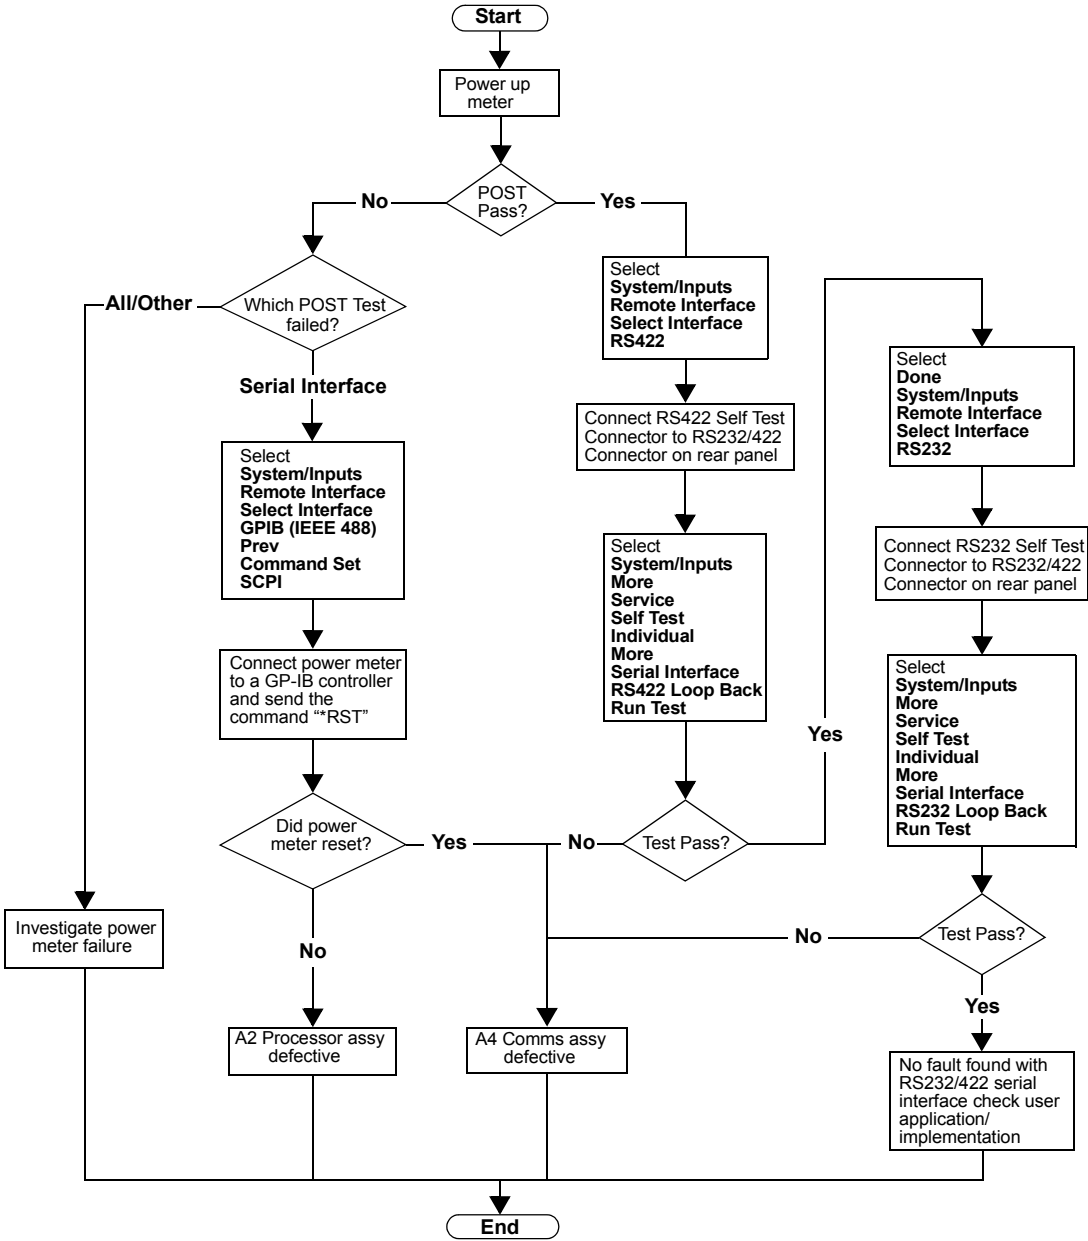 Start
Power up
meter
POST
Pass?
No
Yes
Which POST Test
failed?
All/Other
Serial Interface
Select
System/Inputs
Remote Interface
Select Interface
GPIB (IEEE 488)
Prev
Command Set
SCPI
Connect power meter
to a GP-IB controller
and send the
command “*RST”
Did power
meter reset?
Yes
No
Investigate power
meter failure
A2 Processor assy
defective
A4 Comms assy
defective
Select
System/Inputs
Remote Interface
Select Interface
RS422
Connect RS422 Self Test
Connector to RS232/422
Connector on rear panel
Select
System/Inputs
More
Service
Self Test
Individual
More
Serial Interface
RS422 Loop Back
Run Test
Test Pass?
No
Yes
Select
Done
System/Inputs
Remote Interface
Select Interface
RS232
Connect RS232 Self Test
Connector to RS232/422
Connector on rear panel
Select
System/Inputs
More
Service
Self Test
Individual
More
Serial Interface
RS232 Loop Back
Run Test
Test Pass?
No
Yes
No fault found with
RS232/422 serial
interface check user
application/
implementation
End